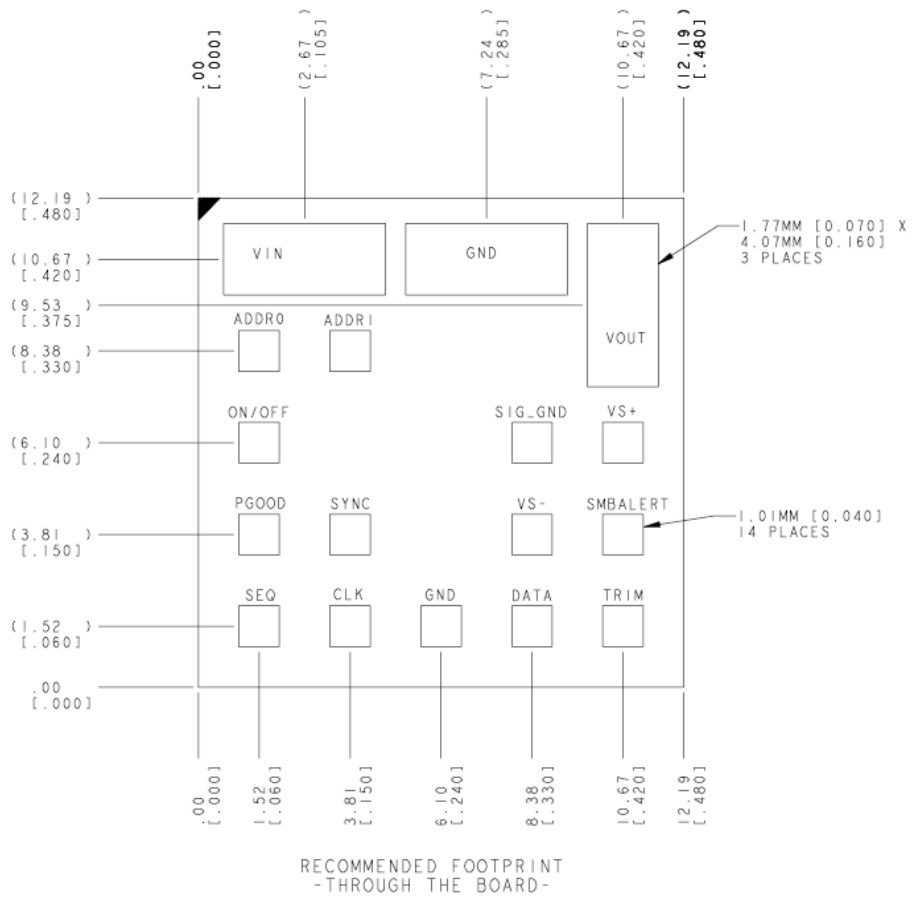 .00
[.000]
(2.67 )
[.105]
(7.24 )
[.285]
(10.67 )
[.420]
(12.19 )
[.480]
(12.19 )
[.480]
(10.67 )
[.420]
(9.53 )
[.375]
(8.38 )
[.330]
(6.10 )
[.240]
(3.81 )
[.150]
(1.52 )
[.060]
.00
[.000]
VIN
GND
VOUT
1.77MM [0.070] X
4.07MM [0.160]
3 PLACES
ADDR0 ADDR1
ON/OFF SIG_GND VS+
PGOOD SYNC VS- SMBALERT
1.01MM [0.040]
14 PLACES
SEQ CLK GND DATA TRIM
.00
[.000]
1.52
[.060]
3.81
[.150]
6.10
[.240]
8.38
[.330]
10.67
[.420]
12.19
[.480]
RECOMMENDED FOOTPRINT
-THROUGH THE BOARD-